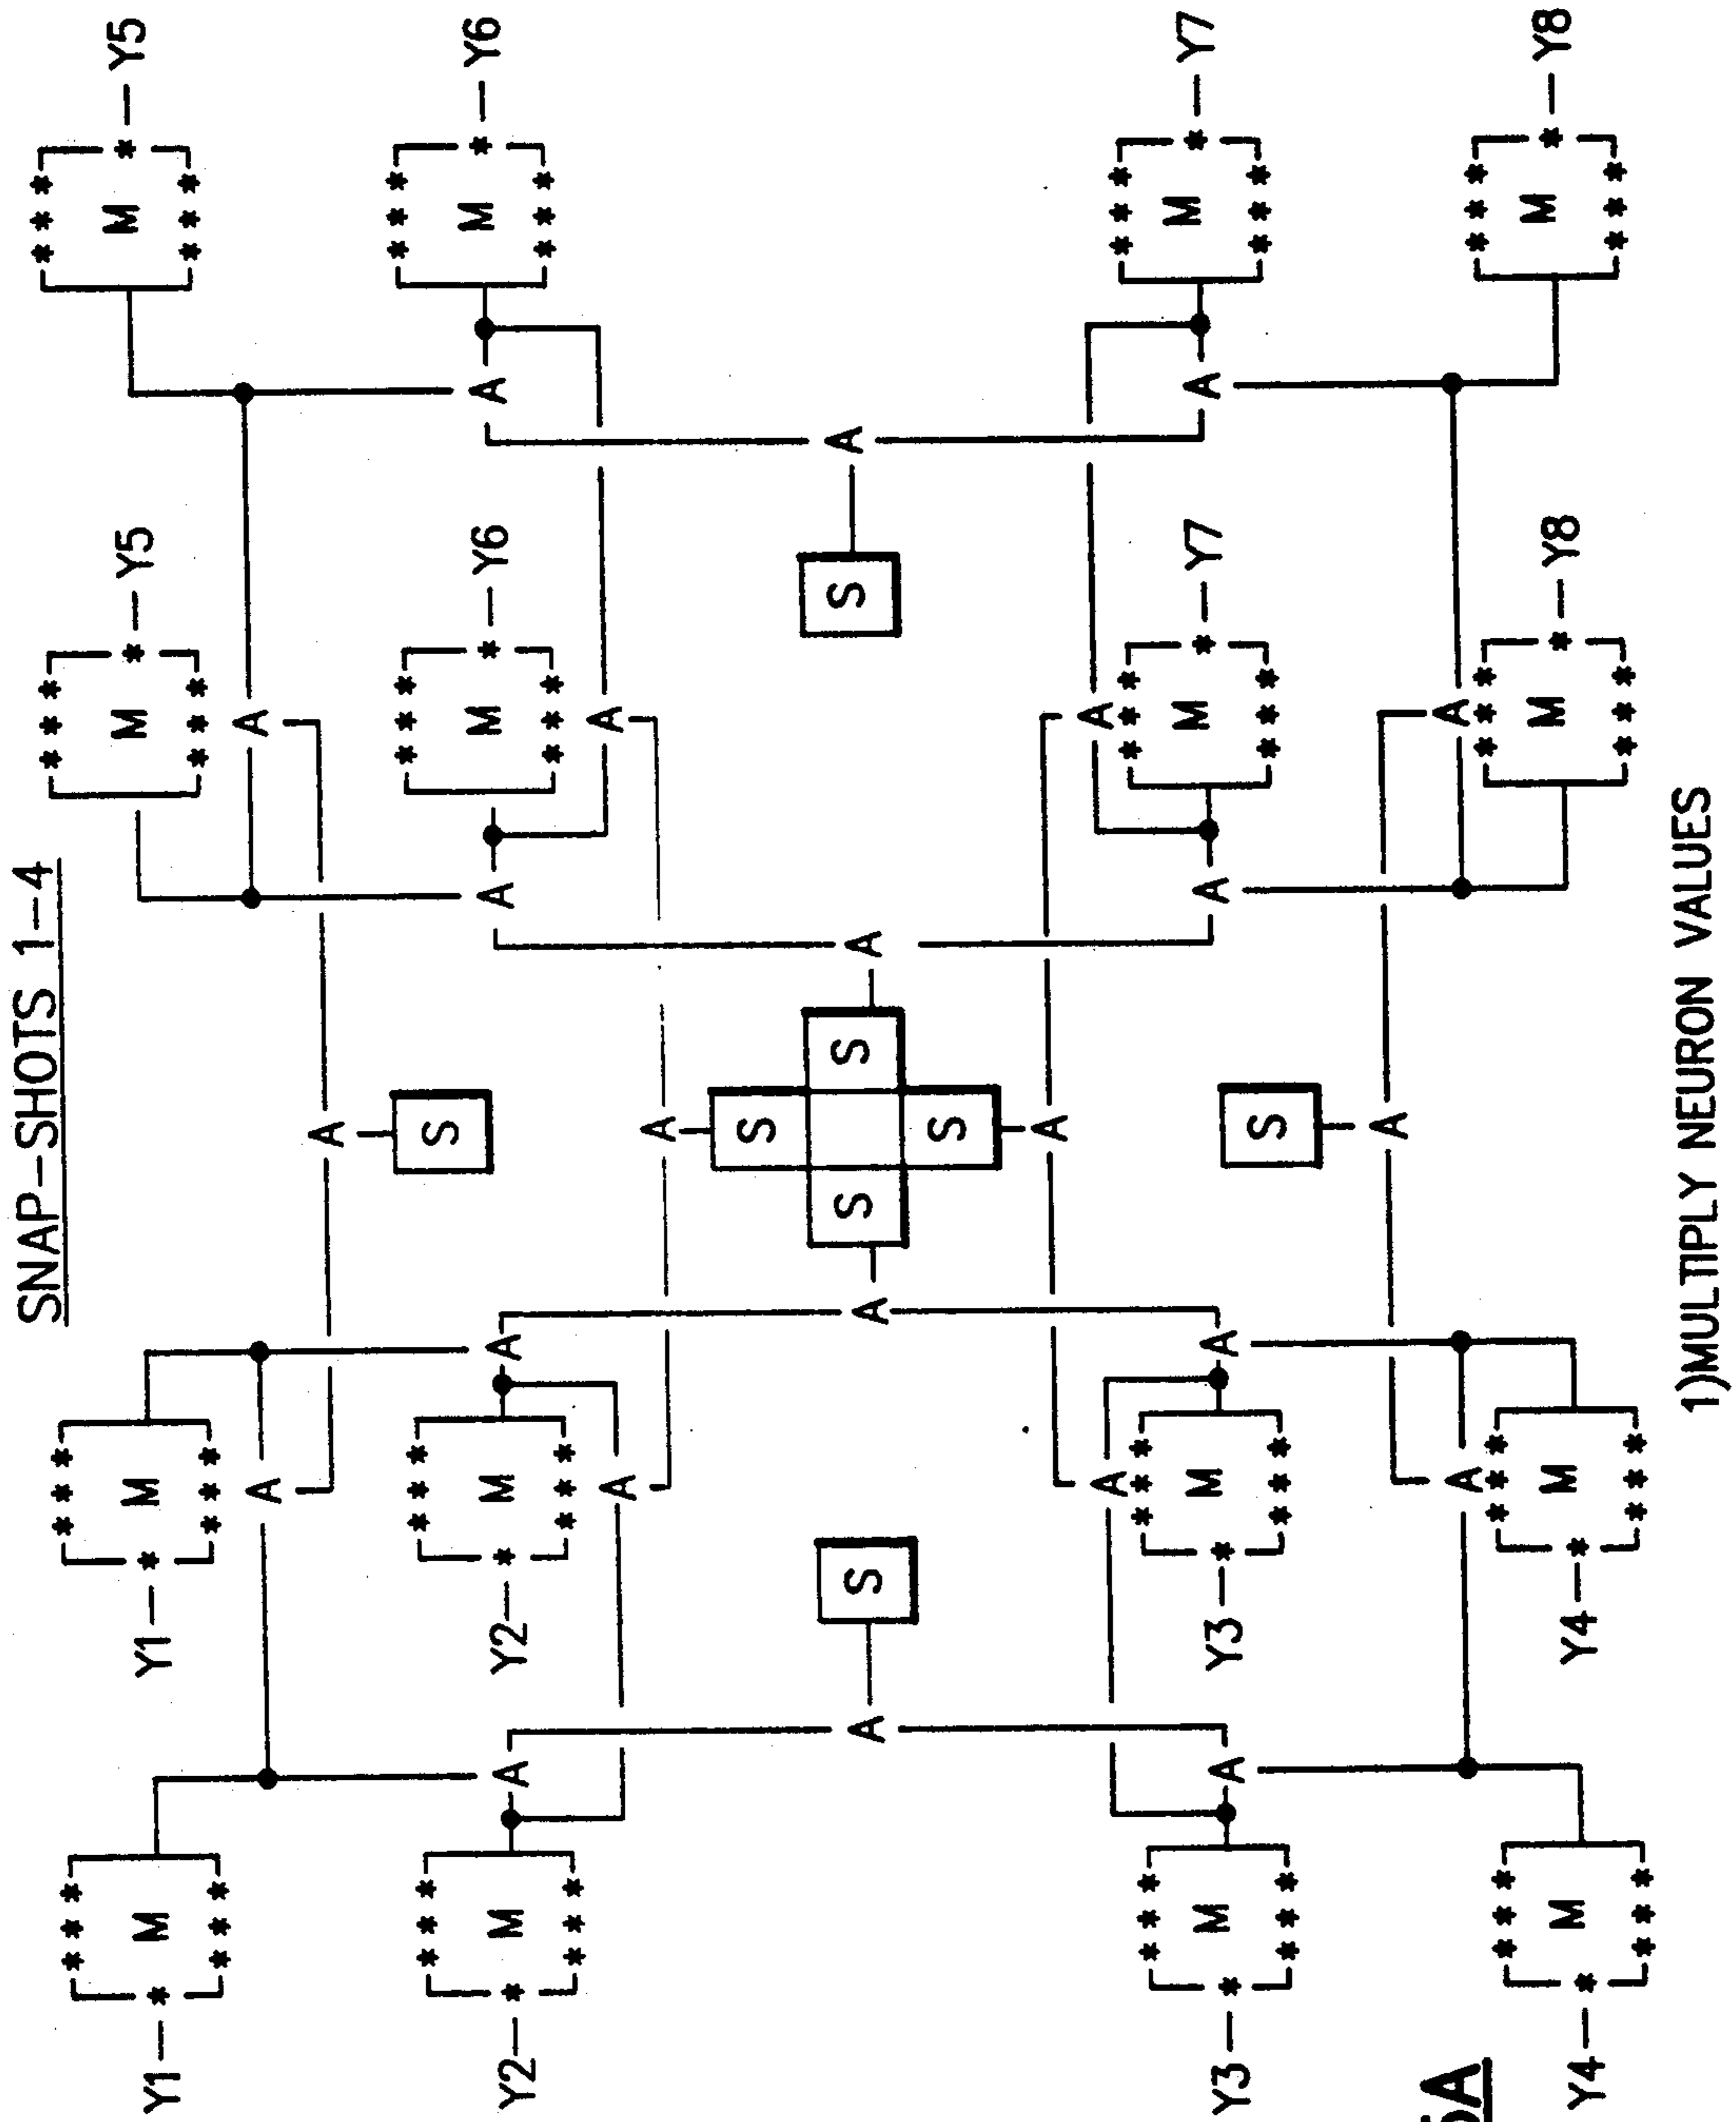 SNAP-SHOTS 1-4
Y1 M Y1 M M Y5 M Y5
A A
A
S
Y2 M A Y2 M A A M Y6 A M Y6
A A
A
S
A S A S S A S A
S
A
A A
Y3 M A Y3 M A A M Y7 A M Y7
S
A
A A
Y4 M Y4 M M Y8 M Y8
1)MULTIPLY NEURON VALUES